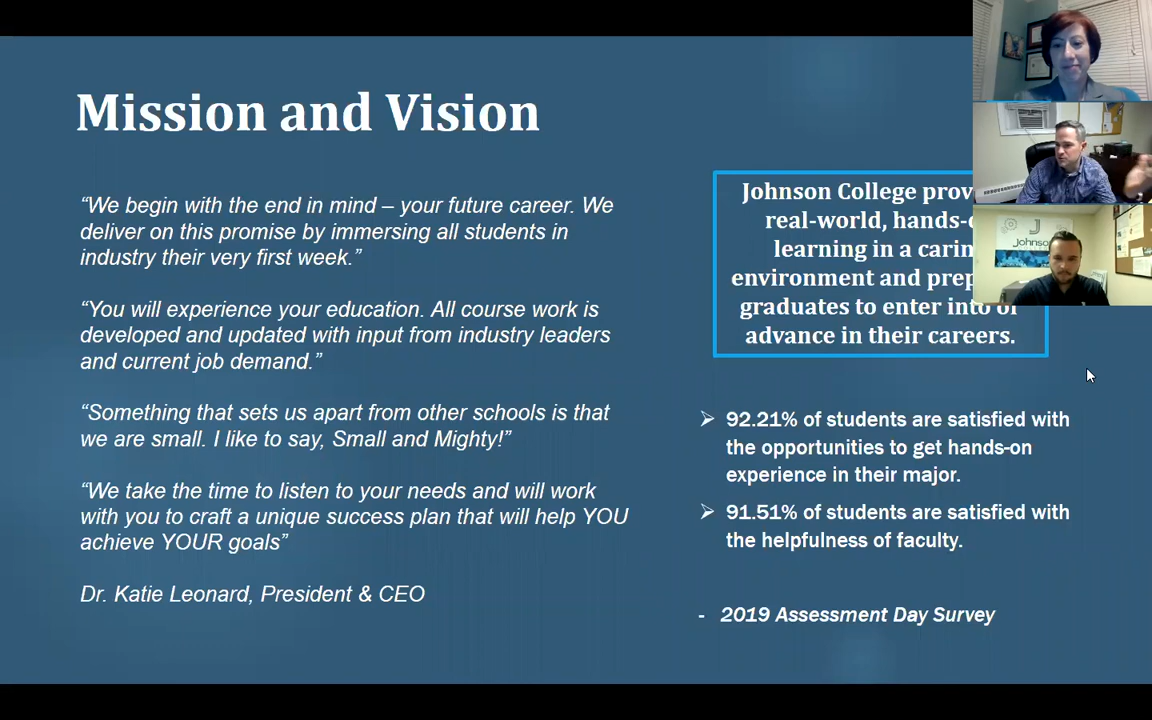 Mission and Vision
“We begin with the end in mind – your future career. We
deliver on this promise by immersing all students in
industry their very first week.”
“You will experience your education. All course work is
developed and updated with input from industry leaders
and current job demand.”
“Something that sets us apart from other schools is that
we are small. I like to say, Small and Mighty!”
“We take the time to listen to your needs and will work
with you to craft a unique success plan that will help YOU
achieve YOUR goals”
Dr. Katie Leonard, President & CEO
Johnson College
real-world,
learning in a
environment and
graduates to enter into
advance in their careers.
➢ 92.21% of students are satisfied with
the opportunities to get hands-on
experience in their major.
➢ 91.51% of students are satisfied with
the helpfulness of faculty.
- 2019 Assessment Day Survey